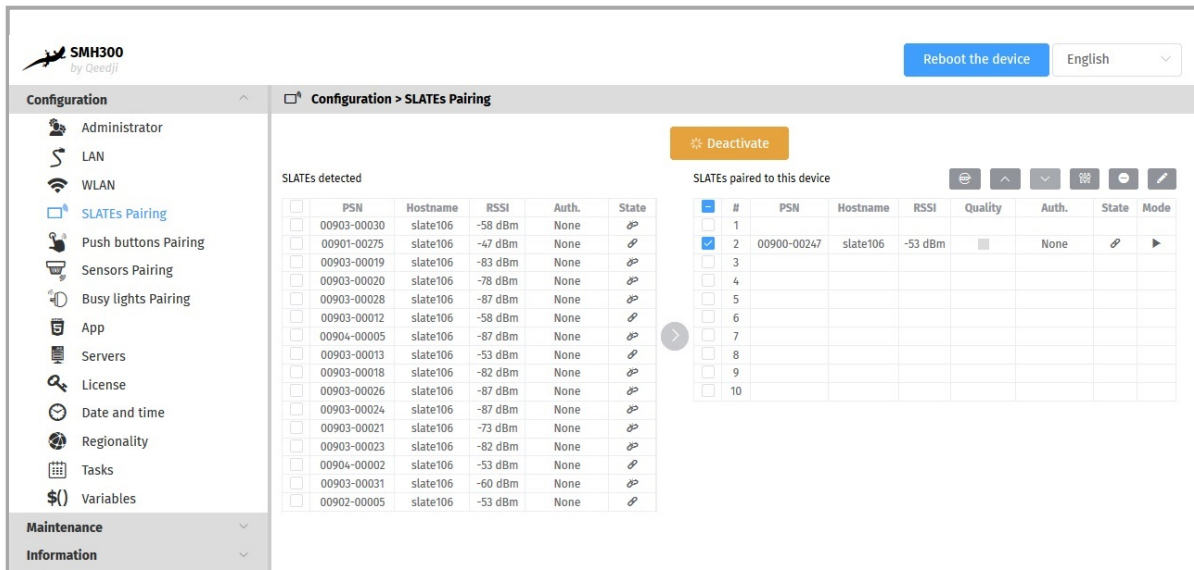 SMH300
by Qeedji
Reboot the device
English
Configuration
Administrator
LAN
WLAN
SLATEs Pairing
Push buttons Pairing
Sensors Pairing
Busy lights Pairing
App
Servers
License
Date and time
Regionality
Tasks
$() Variables
Maintenance
Information
Configuration > SLATEs Pairing
Deactivate
SLATEs detected
PSN Hostname RSSI Auth. State
00903-00030 slate106 -58 dBm None
00901-00275 slate106 -47 dBm None
00903-00019 slate106 -83 dBm None
00903-00020 slate106 -78 dBm None
00903-00028 slate106 -87 dBm None
00903-00012 slate106 -58 dBm None
00904-00005 slate106 -87 dBm None
00903-00013 slate106 -53 dBm None
00903-00018 slate106 -82 dBm None
00903-00026 slate106 -87 dBm None
00903-00024 slate106 -87 dBm None
00903-00021 slate106 -73 dBm None
00903-00023 slate106 -82 dBm None
00904-00002 slate106 -53 dBm None
00903-00031 slate106 -60 dBm None
00902-00005 slate106 -53 dBm None
SLATEs paired to this device
# PSN Hostname RSSI Quality Auth. State Mode
1
2 00900-00247 slate106 -53 dBm None
3
4
5
6
7
8
9
10